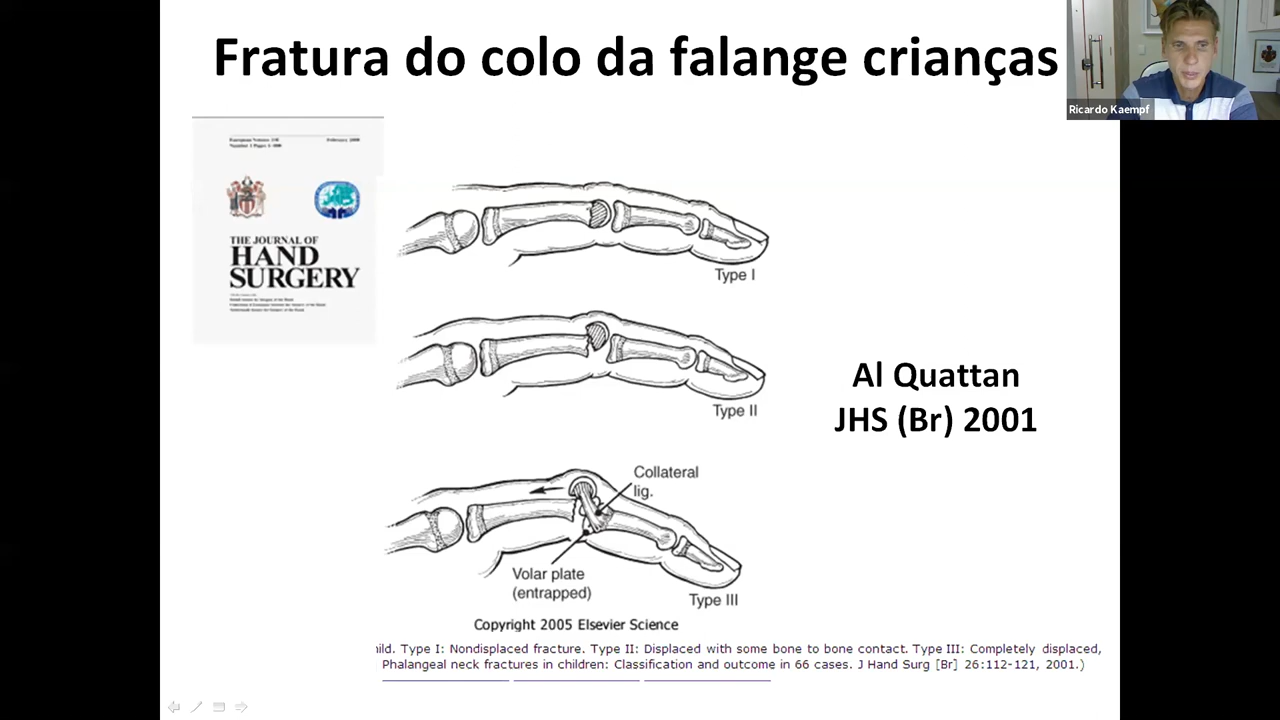 Fratura do colo da falange crianças
Ricardo Kaempf
February 2000
THE JOURNAL OF
HAND
SURGERY
Type I
Type II
Al Quattan
JHS (Br) 2001
Collateral
lig.
Volar plate
(entrapped)
Type III
Copyright 2005 Elsevier Science
ild. Type I: Nondisplaced fracture. Type II: Displaced with some bone to bone contact. Type III: Completely displaced,
Phalangeal neck fractures in children: Classification and outcome in 66 cases. J Hand Surg [Br] 26:112-121, 2001.)